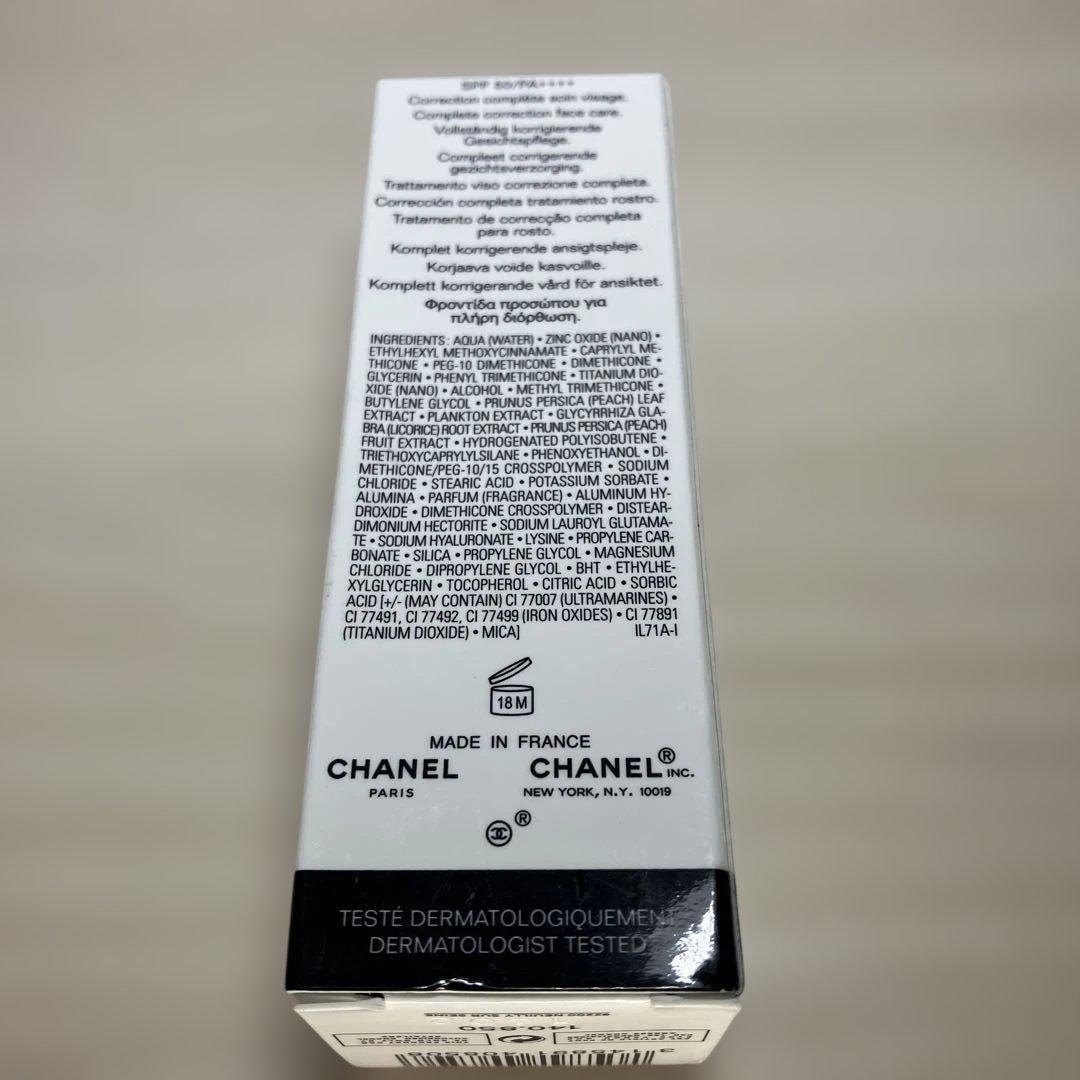 SPF 50/PA++++
Correction complète soin visage.
Complete correction face care.
Vollständig korrigierende
Gesichtspflege.
Compleet corrigerende
gezichtsverzorging.
Trattamento viso correzione completa.
Corrección completa tratamiento rostro.
Tratamento de correcção completa
para rosto.
Komplet korrigerende ansigtspleje.
Korjaava voide kasvoille.
Komplett korrigerande vård för ansiktet.
Φροντίδα προσώπου για
πλήρη διόρθωση.
INGREDIENTS : AQUA (WATER) • ZINC OXIDE (NANO) •
ETHYLHEXYL METHOXYCINNAMATE • CAPRYLYL ME-
THICONE • PEG-10 DIMETHICONE • DIMETHICONE •
GLYCERIN • PHENYL TRIMETHICONE • TITANIUM DIO-
XIDE (NANO) • ALCOHOL • METHYL TRIMETHICONE •
BUTYLENE GLYCOL • PRUNUS PERSICA (PEACH) LEAF
EXTRACT • PLANKTON EXTRACT • GLYCYRRHIZA GLA-
BRA (LICORICE) ROOT EXTRACT • PRUNUS PERSICA (PEACH)
FRUIT EXTRACT • HYDROGENATED POLYISOBUTENE •
TRIETHOXYCAPRYLYLSILANE • PHENOXYETHANOL • DI-
METHICONE/PEG-10/15 CROSSPOLYMER • SODIUM
CHLORIDE • STEARIC ACID • POTASSIUM SORBATE •
ALUMINA • PARFUM (FRAGRANCE) • ALUMINUM HY-
DROXIDE • DIMETHICONE CROSSPOLYMER • DISTEAR-
DIMONIUM HECTORITE • SODIUM LAUROYL GLUTAMA-
TE • SODIUM HYALURONATE • LYSINE • PROPYLENE CAR-
BONATE • SILICA • PROPYLENE GLYCOL • MAGNESIUM
CHLORIDE • DIPROPYLENE GLYCOL • BHT • ETHYLHE-
XYLGLYCERIN • TOCOPHEROL • CITRIC ACID • SORBIC
ACID [+/- (MAY CONTAIN) CI 77007 (ULTRAMARINES) •
CI 77491, CI 77492, CI 77499 (IRON OXIDES) • CI 77891
(TITANIUM DIOXIDE) • MICA] IL71A-I
18 M
MADE IN FRANCE
CHANEL CHANEL® INC.
PARIS NEW YORK, N.Y. 10019
®
TESTÉ DERMATOLOGIQUEMENT
DERMATOLOGIST TESTED
92200 NEUILLY SUR SEINE
140.850